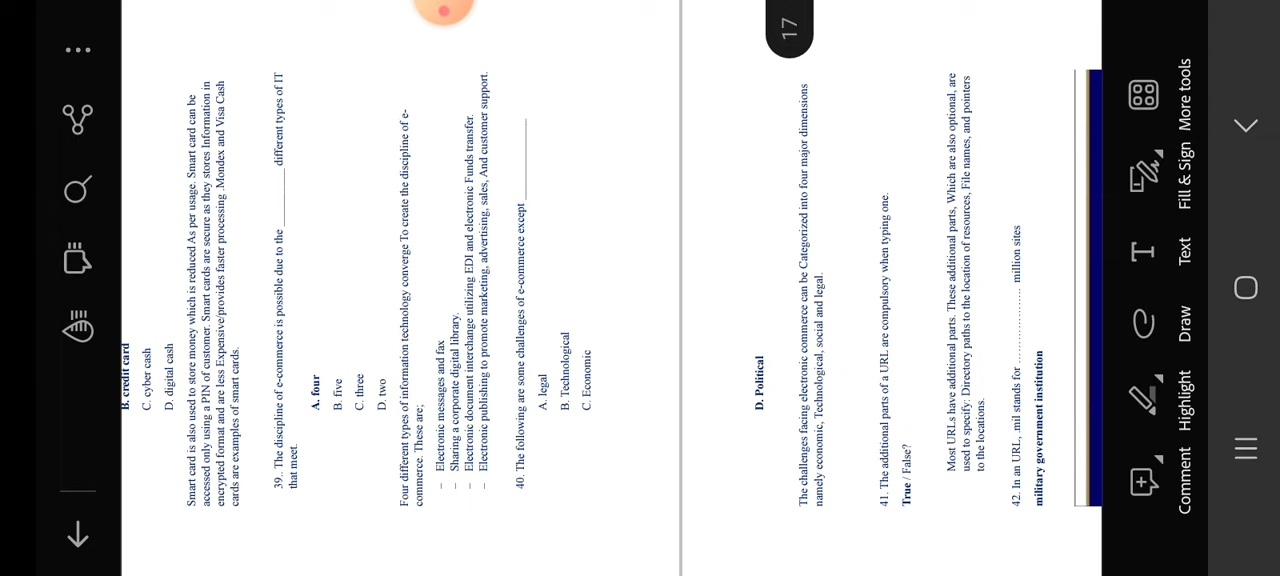 B. credit card
C. cyber cash
D. digital cash
Smart card is also used to store money which is reduced As per usage. Smart card can be
accessed only using a PIN of customer. Smart cards are secure as they stores Information in
encrypted format and are less Expensive/provides faster processing .Mondex and Visa Cash
cards are examples of smart cards.
39.. The discipline of e-commerce is possible due to the __________ different types of IT
that meet.
A. four
B. five
C. three
D. two
Four different types of information technology converge To create the discipline of e-
commerce. These are;
– Electronic messages and fax
– Sharing a corporate digital library.
– Electronic document interchange utilizing EDI and electronic Funds transfer.
– Electronic publishing to promote marketing, advertising, sales, And customer support.
40. The following are some challenges of e-commerce except ______________
A. legal
B. Technological
C. Economic
17
D. Political
The challenges facing electronic commerce can be Categorized into four major dimensions
namely economic, Technological, social and legal.
41. The additional parts of a URL are compulsory when typing one.
True / False?
Most URLs have additional parts. These additional parts, Which are also optional, are
used to specify: Directory paths to the location of resources, File names, and pointers
to the locations.
42. In an URL, .mil stands for …………………. million sites
military government institution
Comment
Highlight
Draw
Text
Fill & Sign
More tools